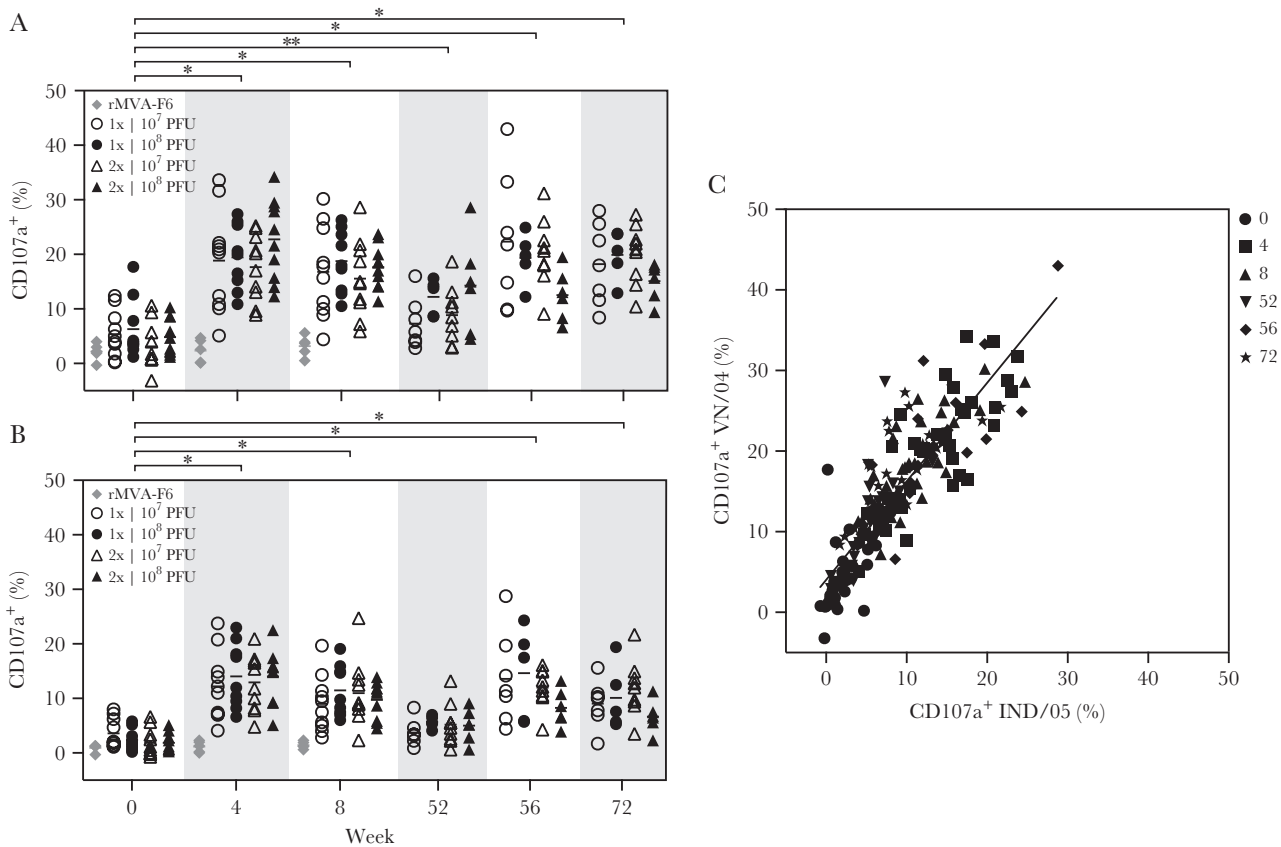 A
*
*
**
*
*
50
40
30
20
10
0
CD107a⁺ (%)
rMVA-F6
1x | 10⁷ PFU
1x | 10⁸ PFU
2x | 10⁷ PFU
2x | 10⁸ PFU
B
*
*
*
*
50
40
30
20
10
0
CD107a⁺ (%)
rMVA-F6
1x | 10⁷ PFU
1x | 10⁸ PFU
2x | 10⁷ PFU
2x | 10⁸ PFU
0 4 8 52 56 72
Week
C
50
40
30
20
10
0
CD107a⁺ VN/04 (%)
0 10 20 30 40 50
CD107a⁺ IND/05 (%)
0
4
8
52
56
72